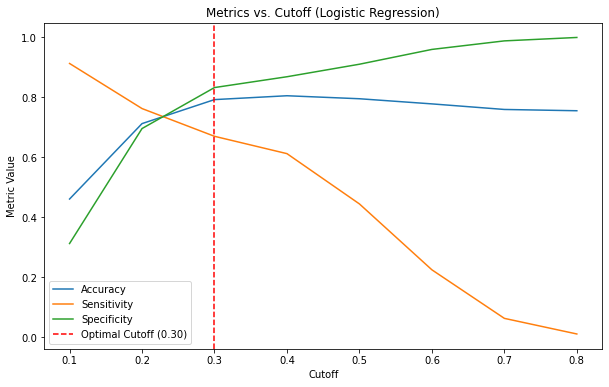 Metrics vs. Cutoff (Logistic Regression)
Metric Value
1.0
0.8
0.6
0.4
0.2
0.0
Accuracy
Sensitivity
Specificity
Optimal Cutoff (0.30)
0.1 0.2 0.3 0.4 0.5 0.6 0.7 0.8
Cutoff